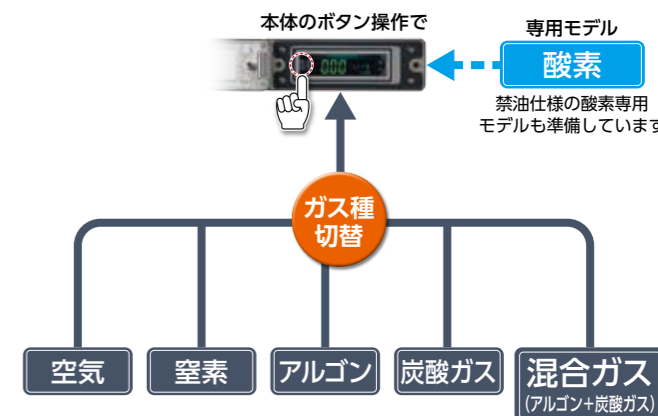 本体のボタン操作で
専用モデル
酸素
禁油仕様の酸素専用
モデルも準備しています
000
ガス種
切替
空気
窒素
アルゴン
炭酸ガス
混合ガス
(アルゴン+炭酸ガス)